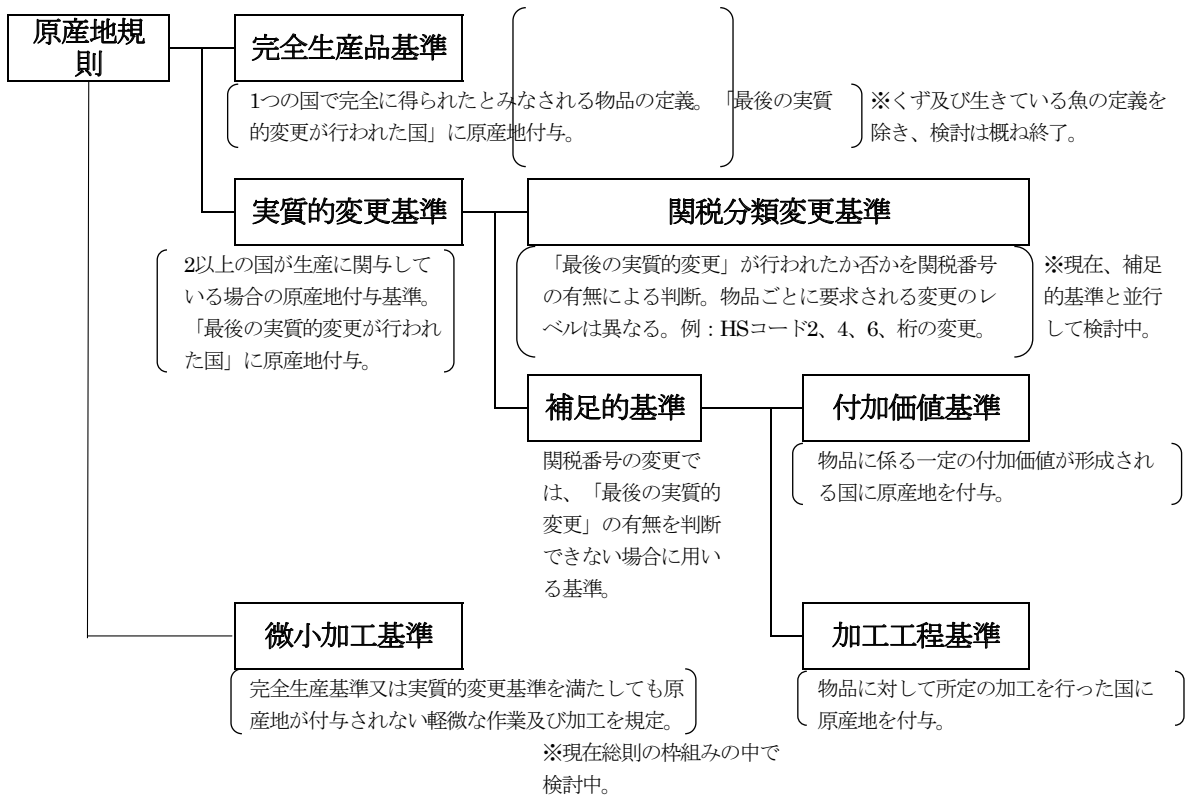 原産地規
則
完全生産品基準
1つの国で完全に得られたとみなされる物品の定義。「最後の実質
的変更が行われた国」に原産地付与。
※くず及び生きている魚の定義を
除き、検討は概ね終了。
実質的変更基準
2以上の国が生産に関与して
いる場合の原産地付与基準。
「最後の実質的変更が行われ
た国」に原産地付与。
関税分類変更基準
「最後の実質的変更」が行われたか否かを関税番号
の有無による判断。物品ごとに要求される変更のレ
ベルは異なる。例：HSコード2、4、6、桁の変更。
※現在、補足
的基準と並行
して検討中。
補足的基準
関税番号の変更で
は、「最後の実質的
変更」の有無を判断
できない場合に用い
る基準。
付加価値基準
物品に係る一定の付加価値が形成され
る国に原産地を付与。
微小加工基準
完全生産基準又は実質的変更基準を満たしても原
産地が付与されない軽微な作業及び加工を規定。
※現在総則の枠組みの中で
検討中。
加工工程基準
物品に対して所定の加工を行った国に
原産地を付与。